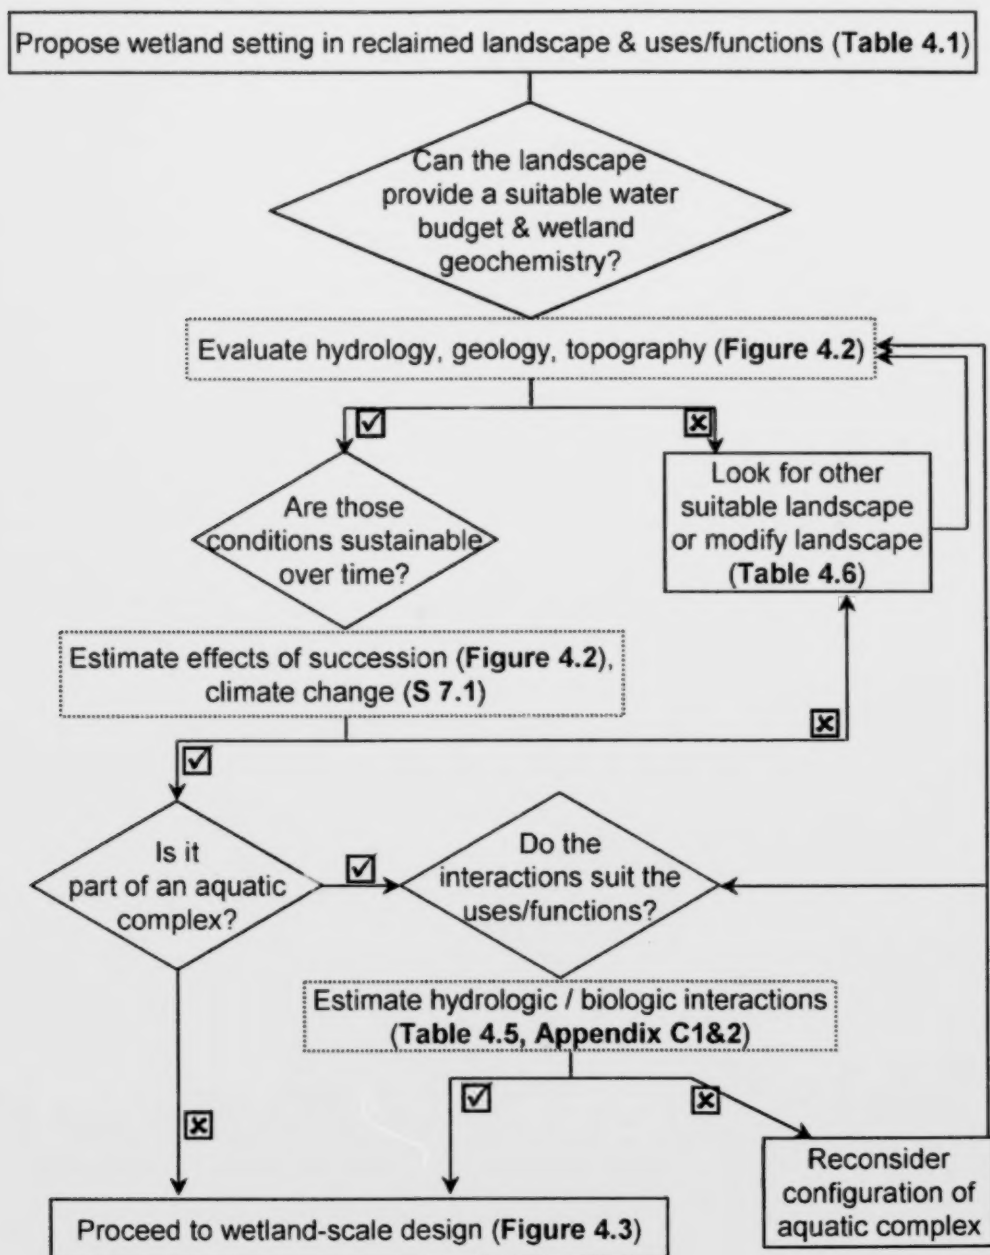 Propose wetland setting in reclaimed landscape & uses/functions (Table 4.1)
Can the landscape
provide a suitable water
budget & wetland
geochemistry?
Evaluate hydrology, geology, topography (Figure 4.2)
Are those
conditions sustainable
over time?
Look for other
suitable landscape
or modify landscape
(Table 4.6)
Estimate effects of succession (Figure 4.2),
climate change (S 7.1)
Is it
part of an aquatic
complex?
Do the
interactions suit the
uses/functions?
Estimate hydrologic / biologic interactions
(Table 4.5, Appendix C1&2)
Reconsider
configuration of
aquatic complex
Proceed to wetland-scale design (Figure 4.3)